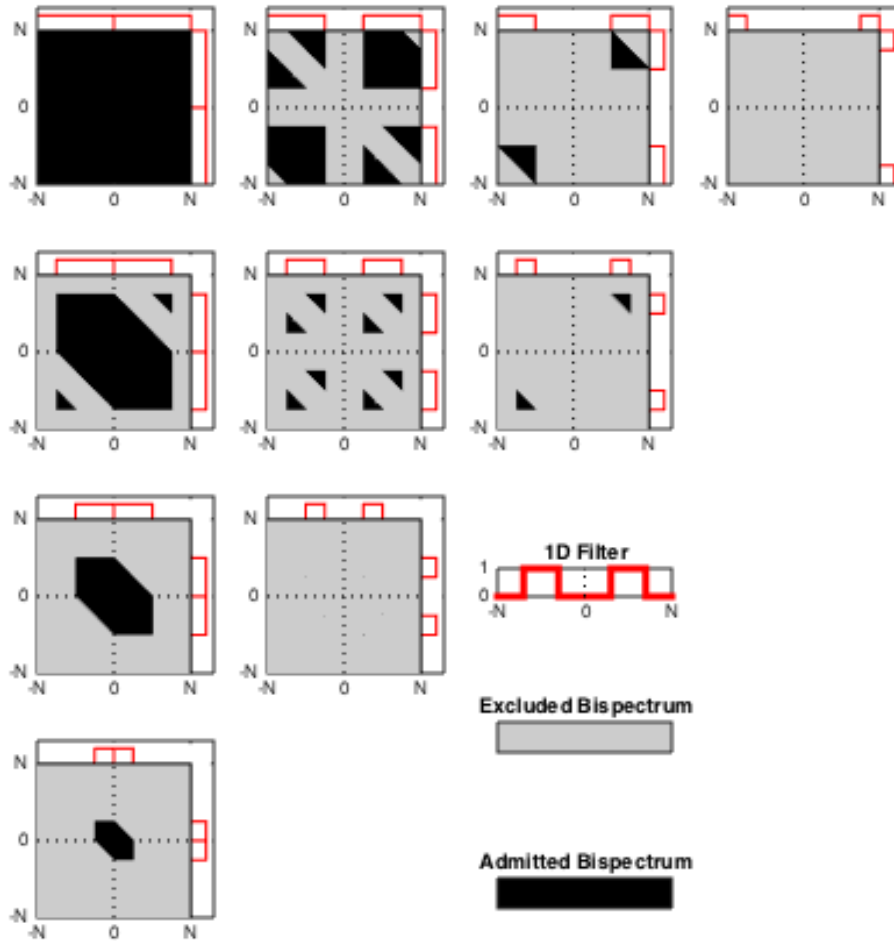 N N N N
0 0 0 0
-N -N -N -N
-N 0 N -N 0 N -N 0 N -N 0 N
N N N
0 0 0
-N -N -N
-N 0 N -N 0 N -N 0 N
N N
0 0
-N -N
-N 0 N -N 0 N
1D Filter
1
0
-N 0 N
Excluded Bispectrum
N
0
-N
-N 0 N
Admitted Bispectrum